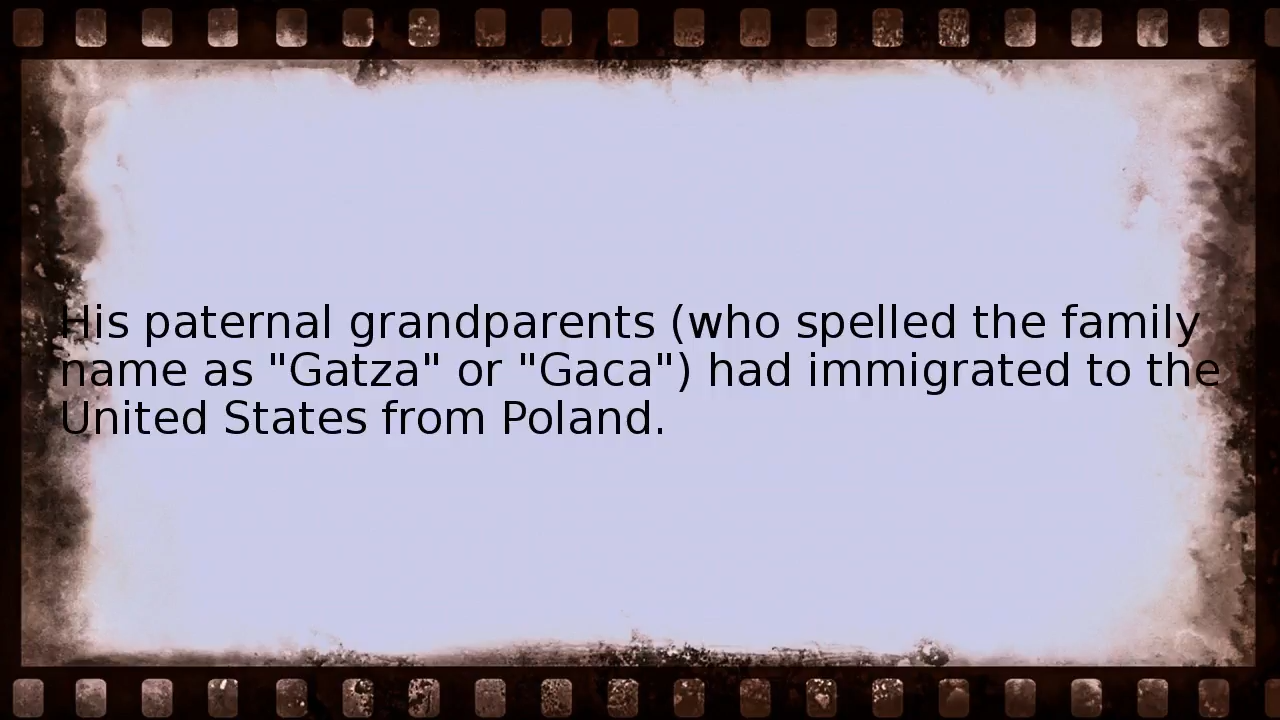 His paternal grandparents (who spelled the family
name as "Gatza" or "Gaca") had immigrated to the
United States from Poland.